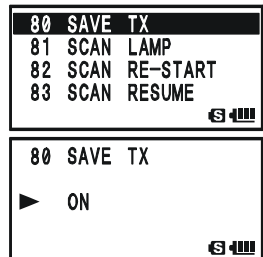 80 SAVE TX
81 SCAN LAMP
82 SCAN RE-START
83 SCAN RESUME
S
80 SAVE TX
ON
S